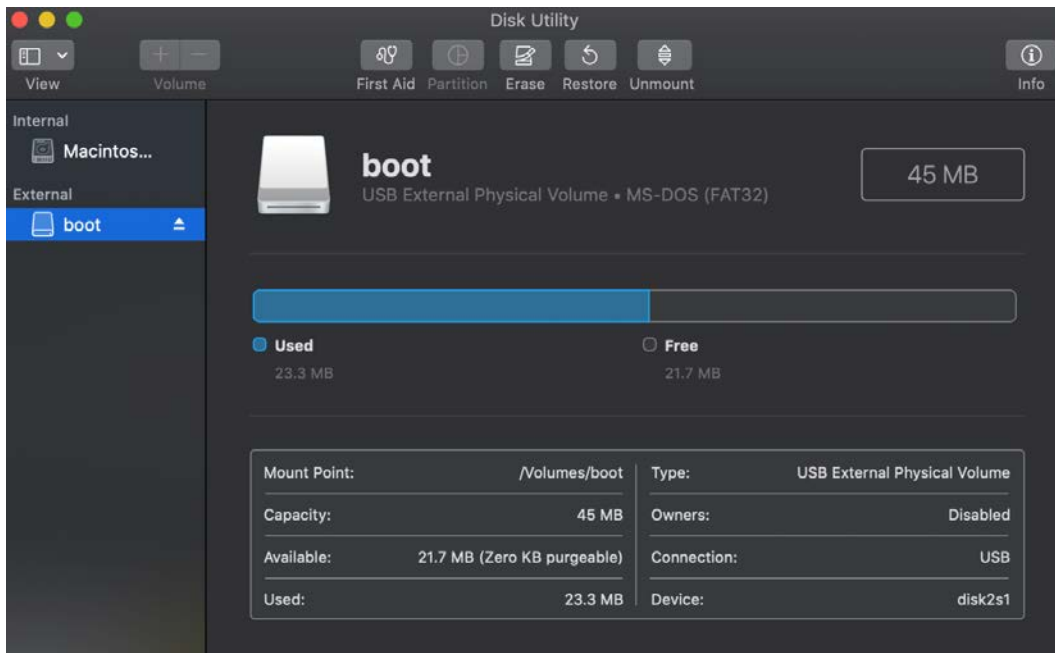 Disk Utility
View
Volume
First Aid
Partition
Erase
Restore
Unmount
Info
Internal
Macintos...
External
boot
boot
USB External Physical Volume • MS-DOS (FAT32)
45 MB
Used
23.3 MB
Free
21.7 MB
Mount Point: /Volumes/boot
Type: USB External Physical Volume
Capacity: 45 MB
Owners: Disabled
Available: 21.7 MB (Zero KB purgeable)
Connection: USB
Used: 23.3 MB
Device: disk2s1